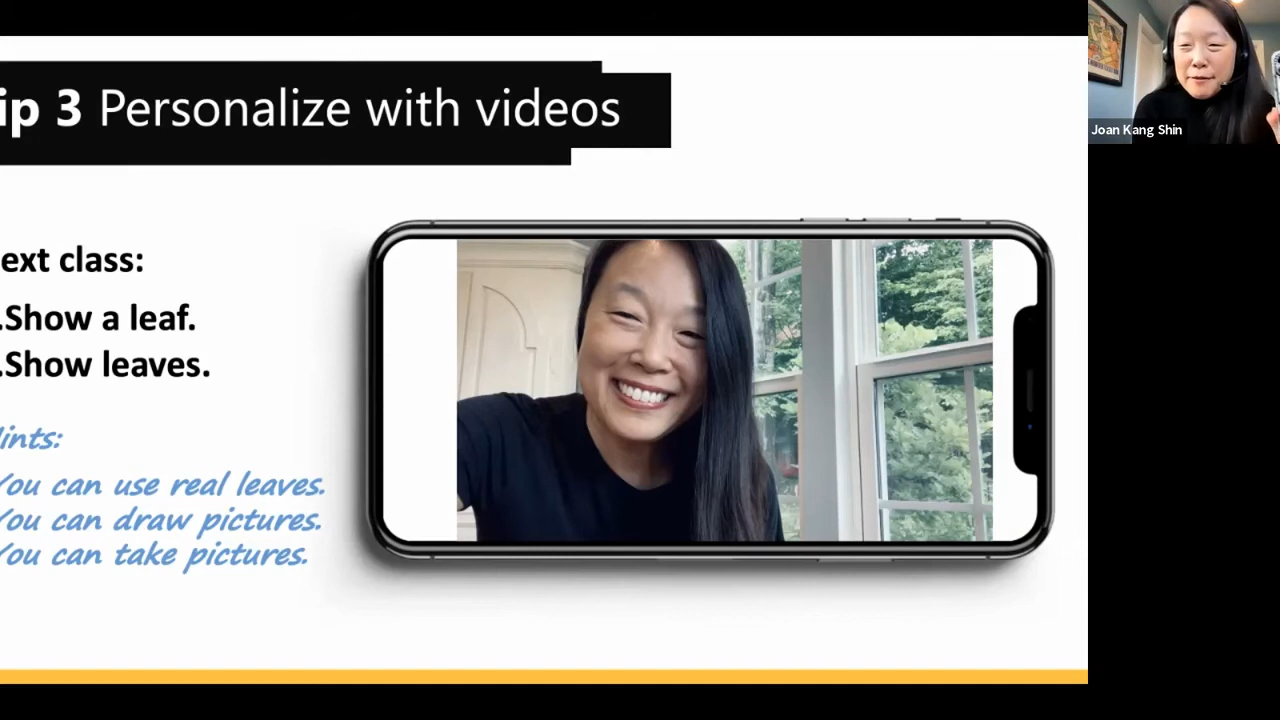 ip 3 Personalize with videos
ext class:
.Show a leaf.
.Show leaves.
ints:
You can use real leaves.
You can draw pictures.
You can take pictures.
Joan Kang Shin